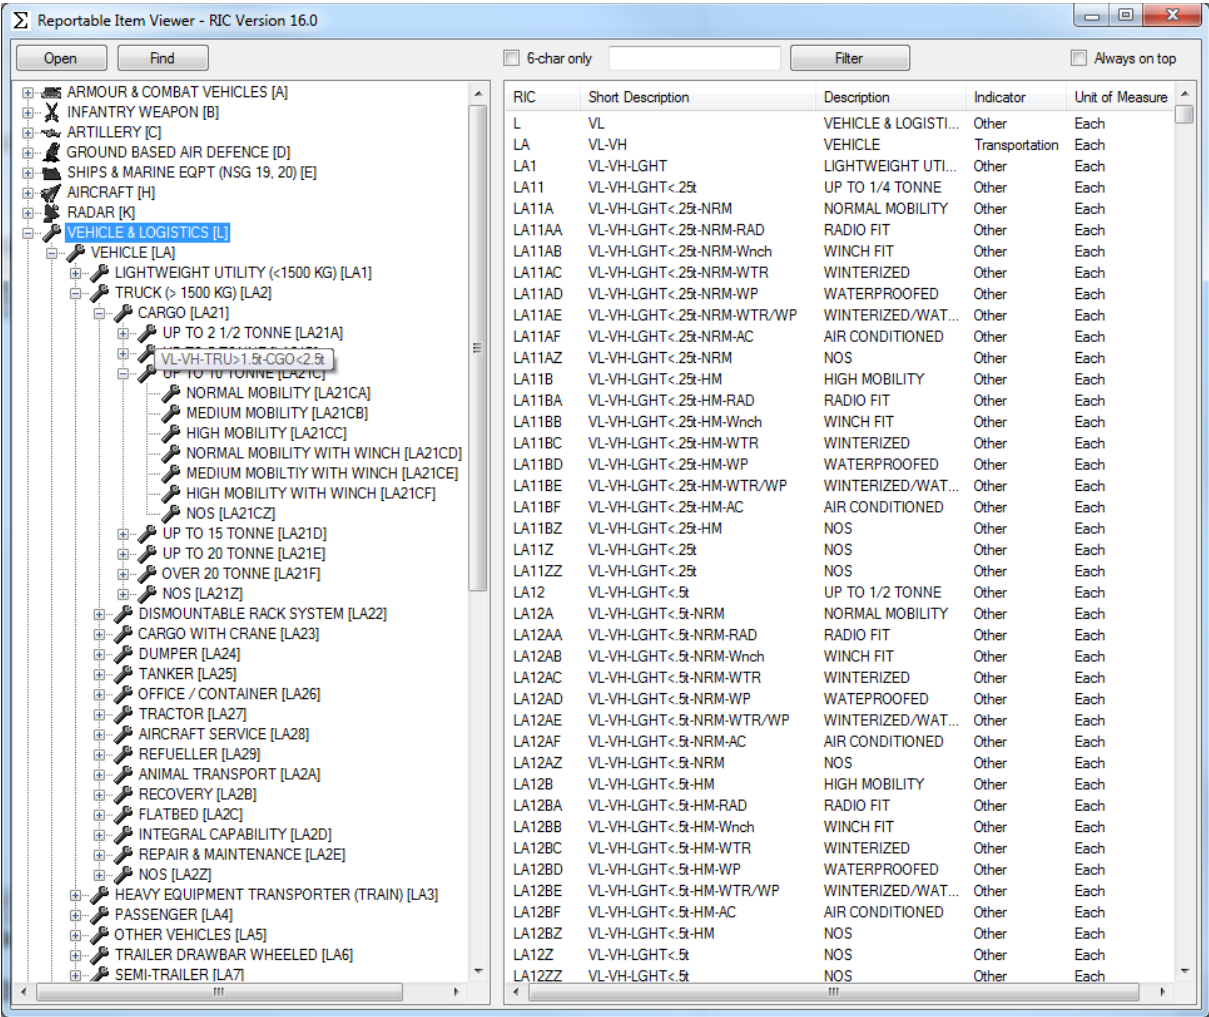 Reportable Item Viewer - RIC Version 16.0
Open Find 6-char only Filter Always on top
ARMOUR & COMBAT VEHICLES [A]
INFANTRY WEAPON [B]
ARTILLERY [C]
GROUND BASED AIR DEFENCE [D]
SHIPS & MARINE EQPT (NSG 19, 20) [E]
AIRCRAFT [H]
RADAR [K]
VEHICLE & LOGISTICS [L]
VEHICLE [LA]
LIGHTWEIGHT UTILITY (<1500 KG) [LA1]
TRUCK (> 1500 KG) [LA2]
CARGO [LA21]
UP TO 2 1/2 TONNE [LA21A]
VL-VH-TRU>1.5t-CGO<2.5t
UP TO 10 TONNE [LA21C]
NORMAL MOBILITY [LA21CA]
MEDIUM MOBILITY [LA21CB]
HIGH MOBILITY [LA21CC]
NORMAL MOBILITY WITH WINCH [LA21CD]
MEDIUM MOBILTIY WITH WINCH [LA21CE]
HIGH MOBILITY WITH WINCH [LA21CF]
NOS [LA21CZ]
UP TO 15 TONNE [LA21D]
UP TO 20 TONNE [LA21E]
OVER 20 TONNE [LA21F]
NOS [LA21Z]
DISMOUNTABLE RACK SYSTEM [LA22]
CARGO WITH CRANE [LA23]
DUMPER [LA24]
TANKER [LA25]
OFFICE / CONTAINER [LA26]
TRACTOR [LA27]
AIRCRAFT SERVICE [LA28]
REFUELLER [LA29]
ANIMAL TRANSPORT [LA2A]
RECOVERY [LA2B]
FLATBED [LA2C]
INTEGRAL CAPABILITY [LA2D]
REPAIR & MAINTENANCE [LA2E]
NOS [LA2Z]
HEAVY EQUIPMENT TRANSPORTER (TRAIN) [LA3]
PASSENGER [LA4]
OTHER VEHICLES [LA5]
TRAILER DRAWBAR WHEELED [LA6]
SEMI-TRAILER [LA7]
RIC Short Description Description Indicator Unit of Measure
L VL VEHICLE & LOGISTI... Other Each
LA VL-VH VEHICLE Transportation Each
LA1 VL-VH-LGHT LIGHTWEIGHT UTI... Other Each
LA11 VL-VH-LGHT<.25t UP TO 1/4 TONNE Other Each
LA11A VL-VH-LGHT<.25t-NRM NORMAL MOBILITY Other Each
LA11AA VL-VH-LGHT<.25t-NRM-RAD RADIO FIT Other Each
LA11AB VL-VH-LGHT<.25t-NRM-Wnch WINCH FIT Other Each
LA11AC VL-VH-LGHT<.25t-NRM-WTR WINTERIZED Other Each
LA11AD VL-VH-LGHT<.25t-NRM-WP WATERPROOFED Other Each
LA11AE VL-VH-LGHT<.25t-NRM-WTR/WP WINTERIZED/WAT... Other Each
LA11AF VL-VH-LGHT<.25t-NRM-AC AIR CONDITIONED Other Each
LA11AZ VL-VH-LGHT<.25t-NRM NOS Other Each
LA11B VL-VH-LGHT<.25t-HM HIGH MOBILITY Other Each
LA11BA VL-VH-LGHT<.25t-HM-RAD RADIO FIT Other Each
LA11BB VL-VH-LGHT<.25t-HM-Wnch WINCH FIT Other Each
LA11BC VL-VH-LGHT<.25t-HM-WTR WINTERIZED Other Each
LA11BD VL-VH-LGHT<.25t-HM-WP WATERPROOFED Other Each
LA11BE VL-VH-LGHT<.25t-HM-WTR/WP WINTERIZED/WAT... Other Each
LA11BF VL-VH-LGHT<.25t-HM-AC AIR CONDITIONED Other Each
LA11BZ VL-VH-LGHT<.25t-HM NOS Other Each
LA11Z VL-VH-LGHT<.25t NOS Other Each
LA11ZZ VL-VH-LGHT<.25t NOS Other Each
LA12 VL-VH-LGHT<.5t UP TO 1/2 TONNE Other Each
LA12A VL-VH-LGHT<.5t-NRM NORMAL MOBILITY Other Each
LA12AA VL-VH-LGHT<.5t-NRM-RAD RADIO FIT Other Each
LA12AB VL-VH-LGHT<.5t-NRM-Wnch WINCH FIT Other Each
LA12AC VL-VH-LGHT<.5t-NRM-WTR WINTERIZED Other Each
LA12AD VL-VH-LGHT<.5t-NRM-WP WATEPROOFED Other Each
LA12AE VL-VH-LGHT<.5t-NRM-WTR/WP WINTERIZED/WAT... Other Each
LA12AF VL-VH-LGHT<.5t-NRM-AC AIR CONDITIONED Other Each
LA12AZ VL-VH-LGHT<.5t-NRM NOS Other Each
LA12B VL-VH-LGHT<.5t-HM HIGH MOBILITY Other Each
LA12BA VL-VH-LGHT<.5t-HM-RAD RADIO FIT Other Each
LA12BB VL-VH-LGHT<.5t-HM-Wnch WINCH FIT Other Each
LA12BC VL-VH-LGHT<.5t-HM-WTR WINTERIZED Other Each
LA12BD VL-VH-LGHT<.5t-HM-WP WATERPROOFED Other Each
LA12BE VL-VH-LGHT<.5t-HM-WTR/WP WINTERIZED/WAT... Other Each
LA12BF VL-VH-LGHT<.5t-HM-AC AIR CONDITIONED Other Each
LA12BZ VL-VH-LGHT<.5t-HM NOS Other Each
LA12Z VL-VH-LGHT<.5t NOS Other Each
LA12ZZ VL-VH-LGHT<.5t NOS Other Each